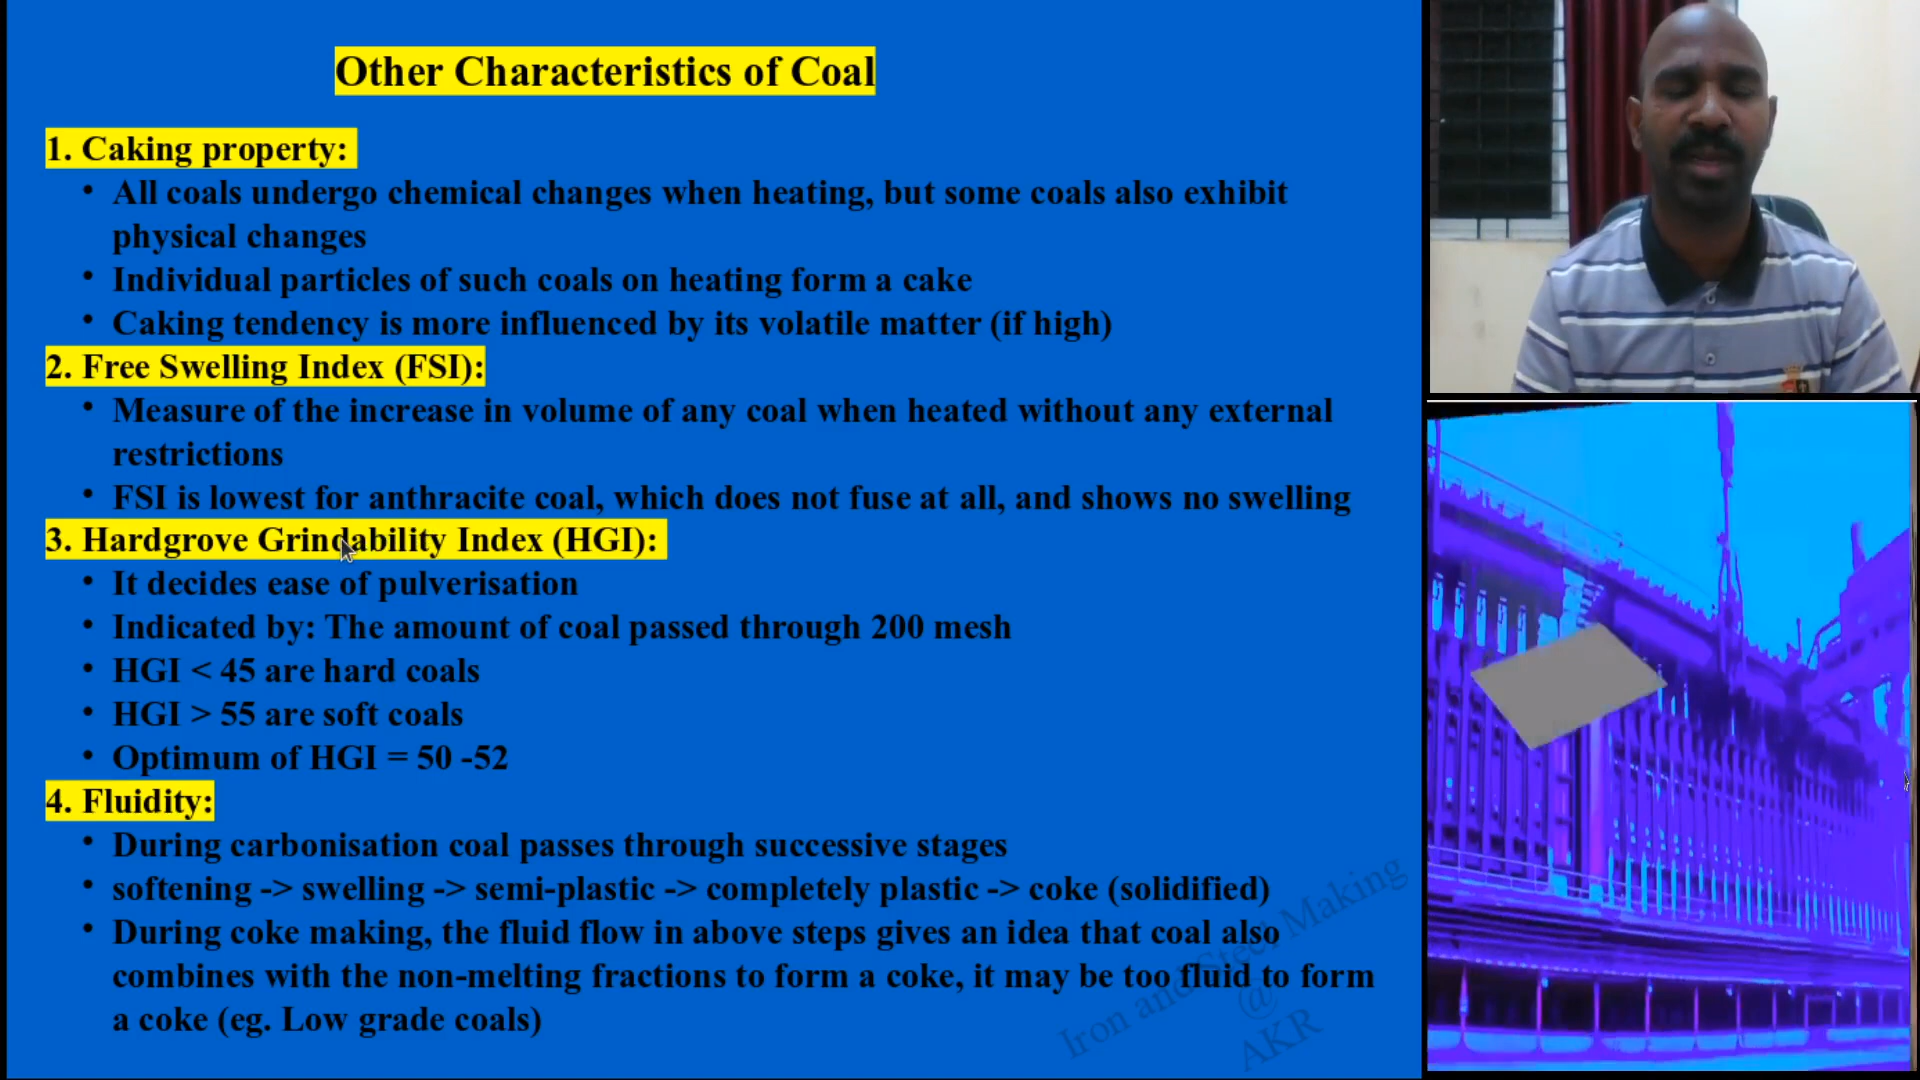 Other Characteristics of Coal
1. Caking property:
• All coals undergo chemical changes when heating, but some coals also exhibit
physical changes
• Individual particles of such coals on heating form a cake
• Caking tendency is more influenced by its volatile matter (if high)
2. Free Swelling Index (FSI):
• Measure of the increase in volume of any coal when heated without any external
restrictions
• FSI is lowest for anthracite coal, which does not fuse at all, and shows no swelling
3. Hardgrove Grindability Index (HGI):
• It decides ease of pulverisation
• Indicated by: The amount of coal passed through 200 mesh
• HGI < 45 are hard coals
• HGI > 55 are soft coals
• Optimum of HGI = 50 -52
4. Fluidity:
• During carbonisation coal passes through successive stages
• softening -> swelling -> semi-plastic -> completely plastic -> coke (solidified)
• During coke making, the fluid flow in above steps gives an idea that coal also
combines with the non-melting fractions to form a coke, it may be too fluid to form
a coke (eg. Low grade coals)
Iron and Steel Making
@
AKR